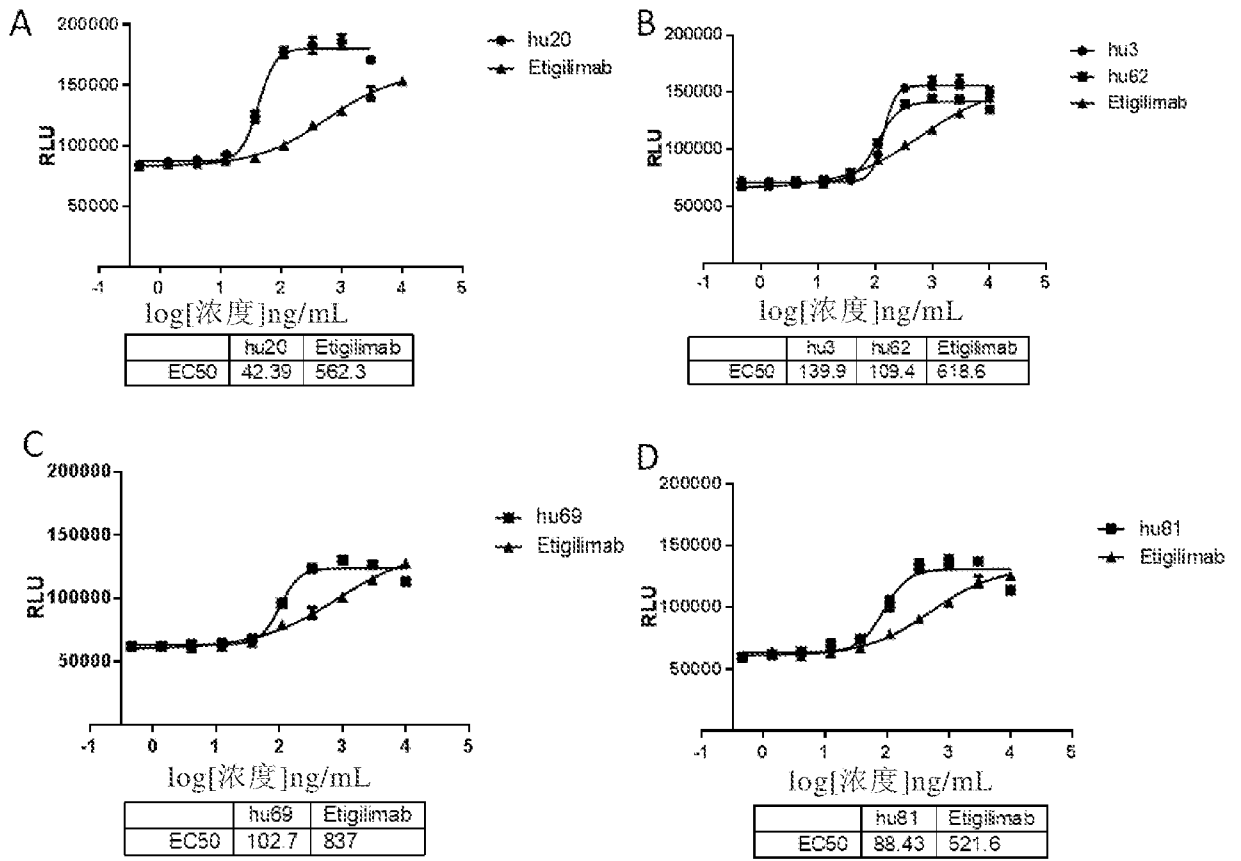 A
200000
150000
100000
50000
RLU
-1 0 1 2 3 4 5
log[浓度]ng/mL
hu20
Etigilimab
hu20 Etigilimab
EC50 42.39 562.3
B
200000
150000
100000
50000
RLU
-1 0 1 2 3 4 5
log[浓度]ng/mL
hu3
hu62
Etigilimab
hu3 hu62 Etigilimab
EC50 139.9 109.4 618.6
C
200000
150000
100000
50000
RLU
-1 0 1 2 3 4 5
log[浓度]ng/mL
hu69
Etigilimab
hu69 Etigilimab
EC50 102.7 837
D
200000
150000
100000
50000
RLU
-1 0 1 2 3 4 5
log[浓度]ng/mL
hu81
Etigilimab
hu81 Etigilimab
EC50 88.43 521.6